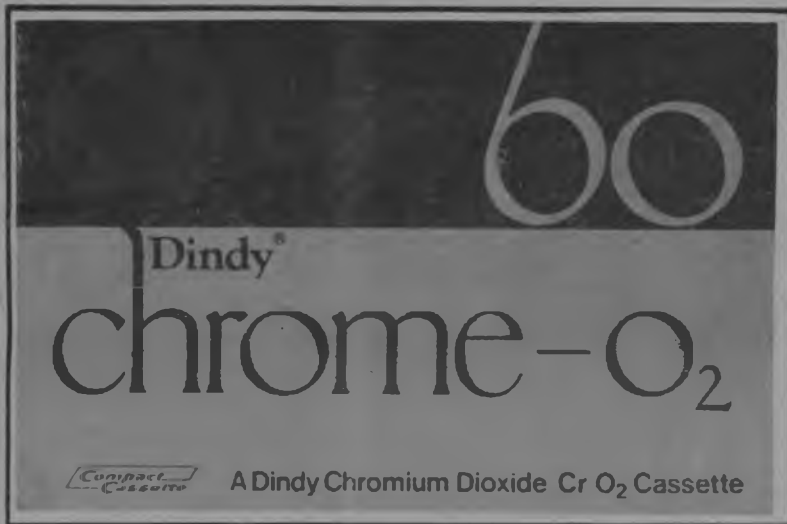 60
Dindy®
chrome-O₂
Compact
Cassette
A Dindy Chromium Dioxide Cr O₂ Cassette